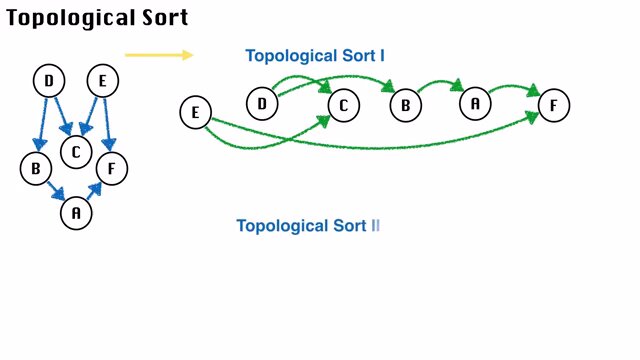 Topological Sort
Topological Sort I
D E
E D C B A F
B C F
A
Topological Sort II